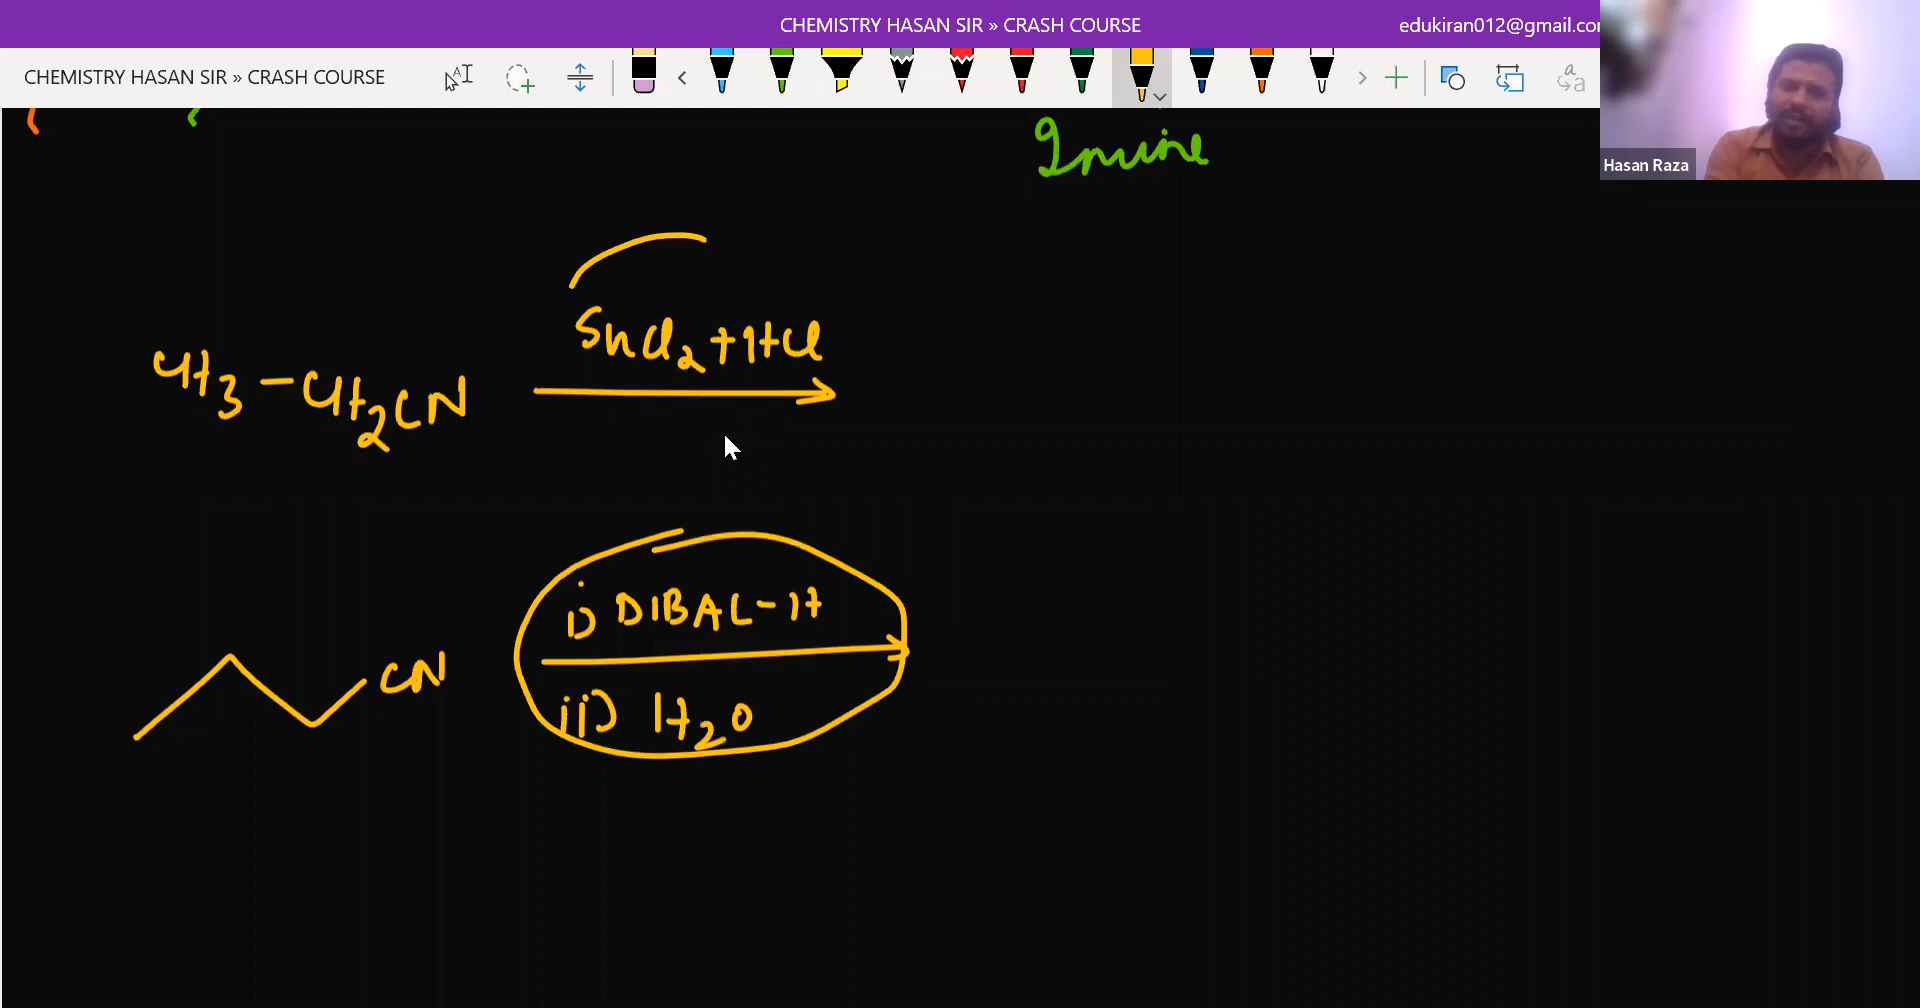 CHEMISTRY HASAN SIR » CRASH COURSE
edukiran012@gmail.co
CHEMISTRY HASAN SIR » CRASH COURSE
Hasan Raza
Imine
SnCl2 + HCl
CH3 - CH2CN
i) DIBAL-H
CN
ii) H2O